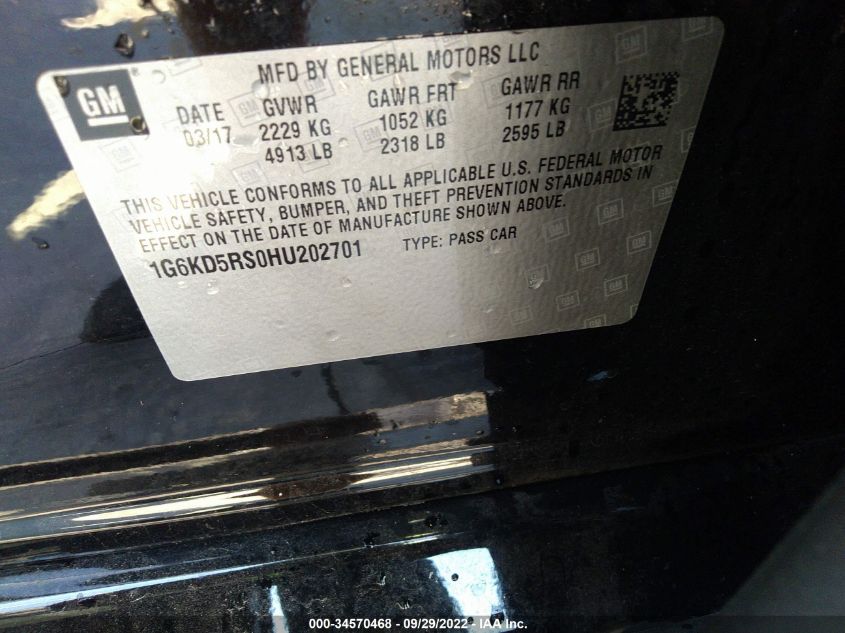 MFD BY GENERAL MOTORS LLC
GM
DATE GVWR GAWR FRT GAWR RR
03/17 2229 KG 1052 KG 1177 KG
4913 LB 2318 LB 2595 LB
THIS VEHICLE CONFORMS TO ALL APPLICABLE U.S. FEDERAL MOTOR
VEHICLE SAFETY, BUMPER, AND THEFT PREVENTION STANDARDS IN
EFFECT ON THE DATE OF MANUFACTURE SHOWN ABOVE.
1G6KD5RS0HU202701 TYPE: PASS CAR
000-34570468 - 09/29/2022 - IAA Inc.